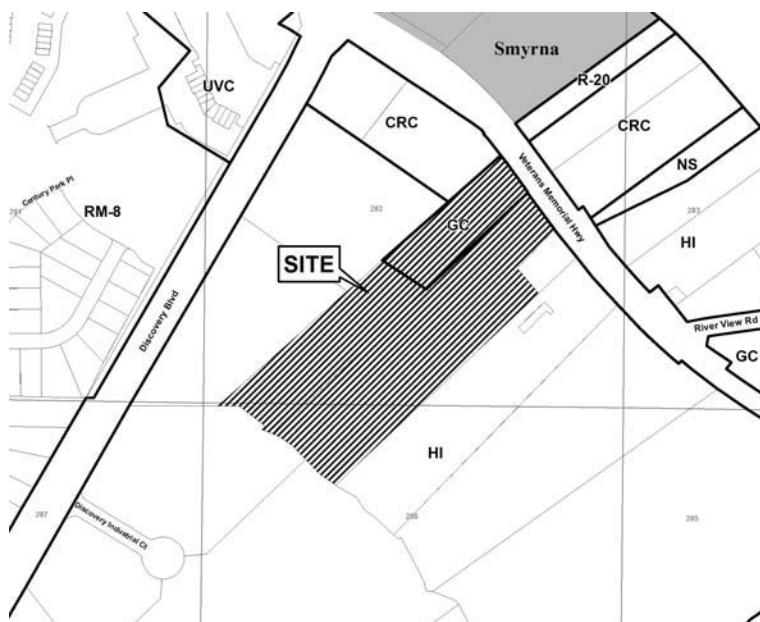 Smyrna
R-20
UVC
CRC
CRC
NS
Veterans Memorial Hwy
Century Park Pl
281
RM-8
282
283
GC
HI
SITE
Discovery Blvd
River View Rd
GC
HI
287
Discovery Industrial Ct
286
285